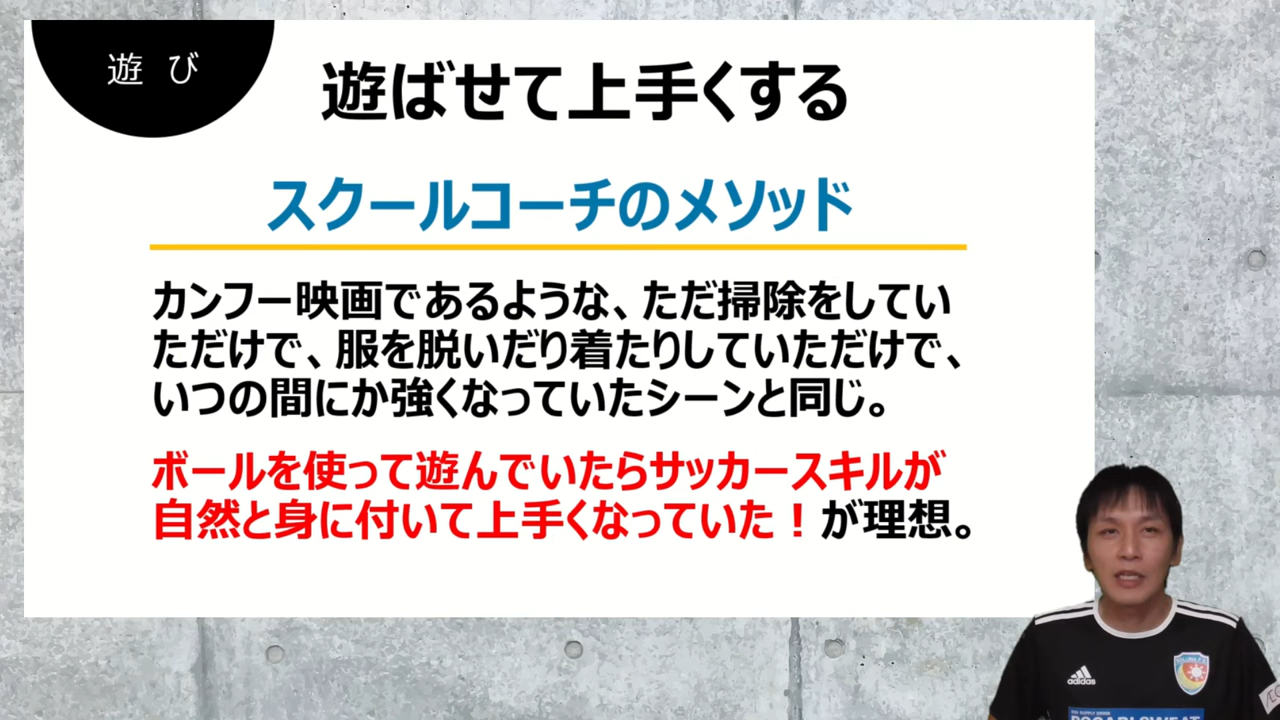 遊び
遊ばせて上手くする
スクールコーチのメソッド
カンフー映画であるような、ただ掃除をしてい
ただけで、服を脱いだり着たりしていただけで、
いつの間にか強くなっていたシーンと同じ。
ボールを使って遊んでいたらサッカースキルが
自然と身に付いて上手くなっていた！が理想。
adidas